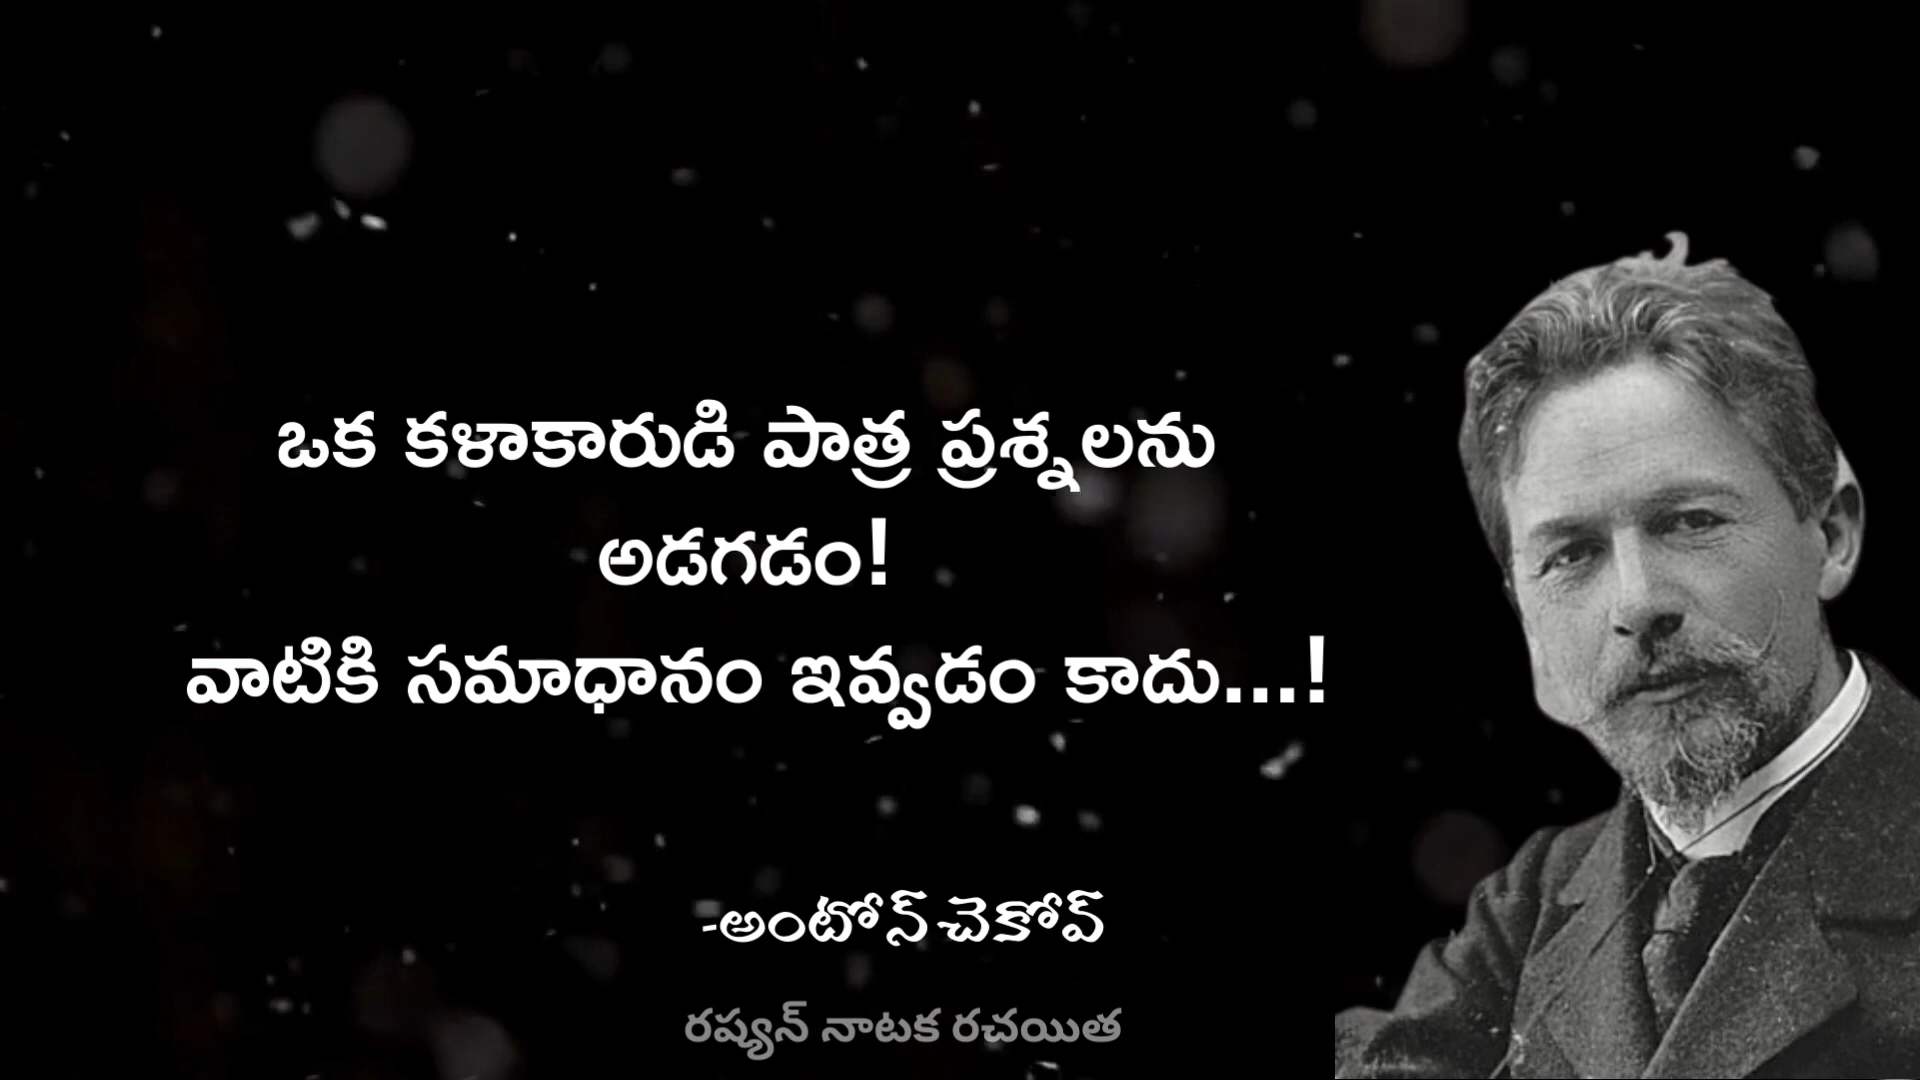 ఒక కళాకారుడి పాత్ర ప్రశ్నలను
అడగడం!
వాటికి సమాధానం ఇవ్వడం కాదు...!
-అంటోన్ చెకోవ్
రష్యన్ నాటక రచయిత